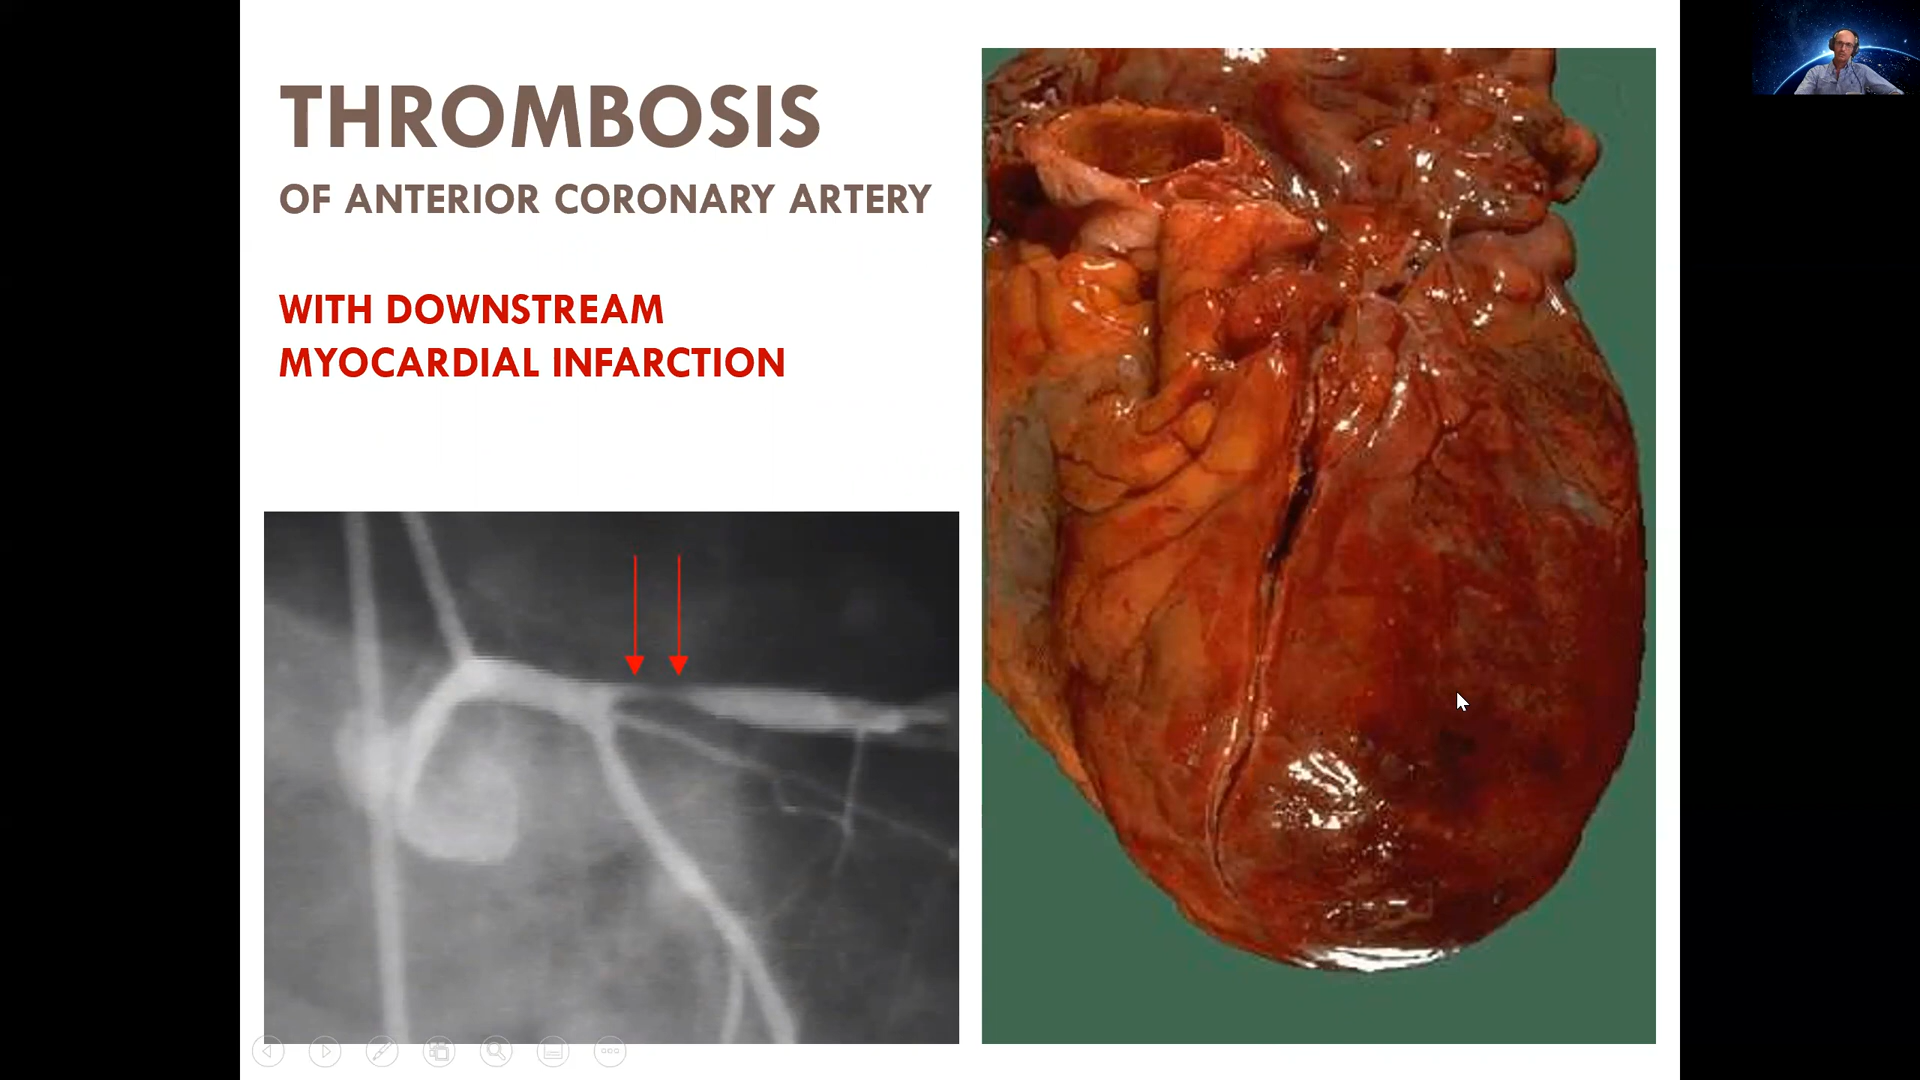 THROMBOSIS
OF ANTERIOR CORONARY ARTERY
WITH DOWNSTREAM
MYOCARDIAL INFARCTION